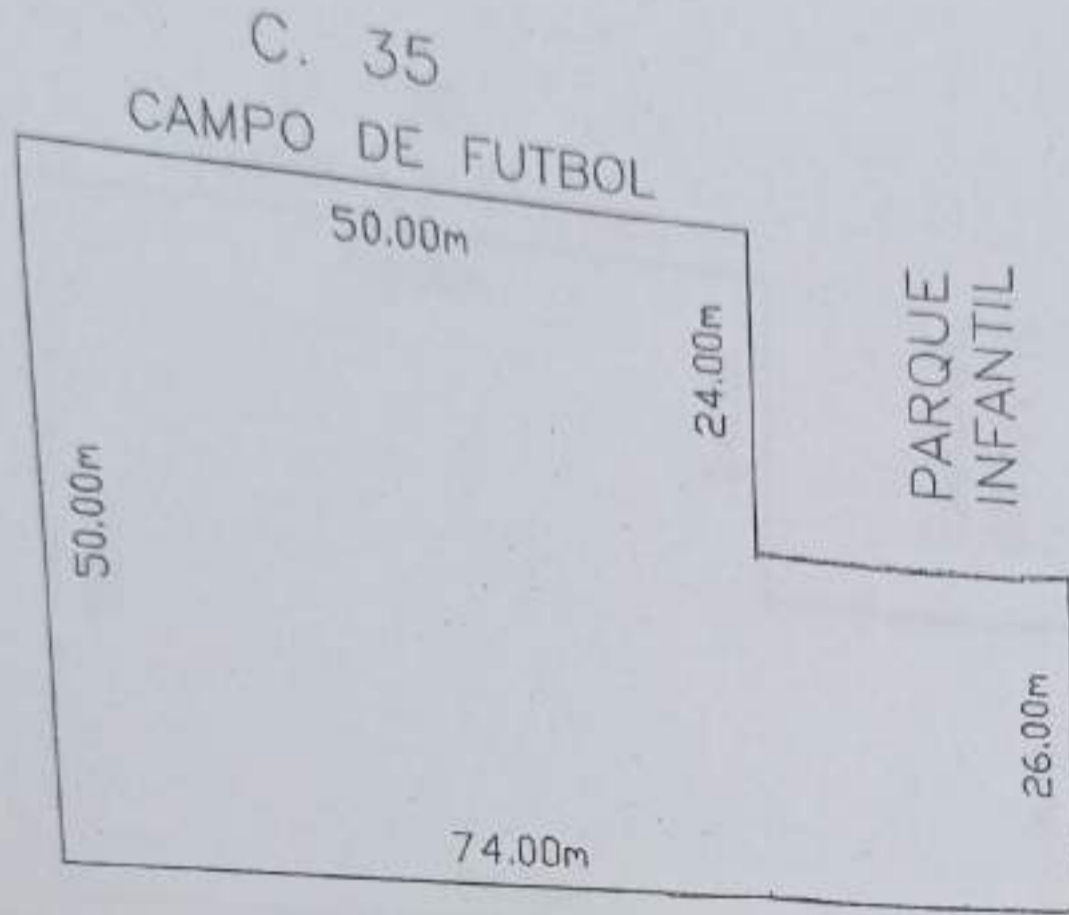 C. 35
CAMPO DE FUTBOL
50.00m
24.00m
PARQUE
INFANTIL
50.00m
26.00m
74.00m